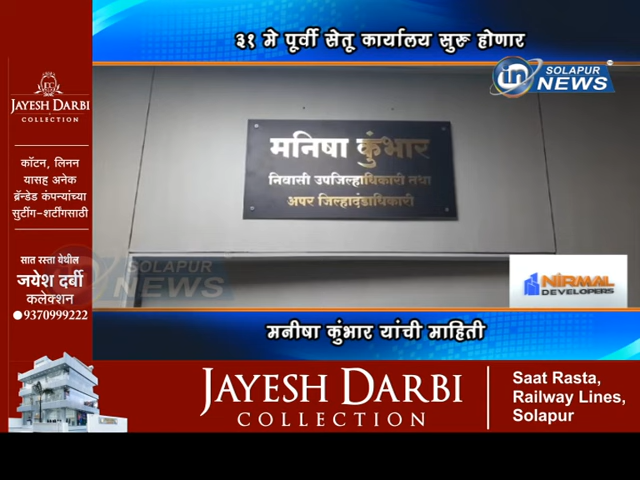 ३१ मे पूर्वी सेतू कार्यालय सुरू होणार
in SOLAPUR NEWS
JAYESH DARBI
COLLECTION
कॉटन, लिनन
यासह अनेक
ब्रॅन्डेड कंपन्यांच्या
सुटींग-शर्टींगसाठी
सात रस्ता येथील
जयेश दर्बी
कलेक्शन
9370999222
मनिषा कुंभार
निवासी उपजिल्हाधिकारी तथा
अपर जिल्हादंडाधिकारी
SOLAPUR
NEWS
NIRMAL
DEVELOPERS
मनीषा कुंभार यांची माहिती
JAYESH DARBI
COLLECTION
Saat Rasta,
Railway Lines,
Solapur